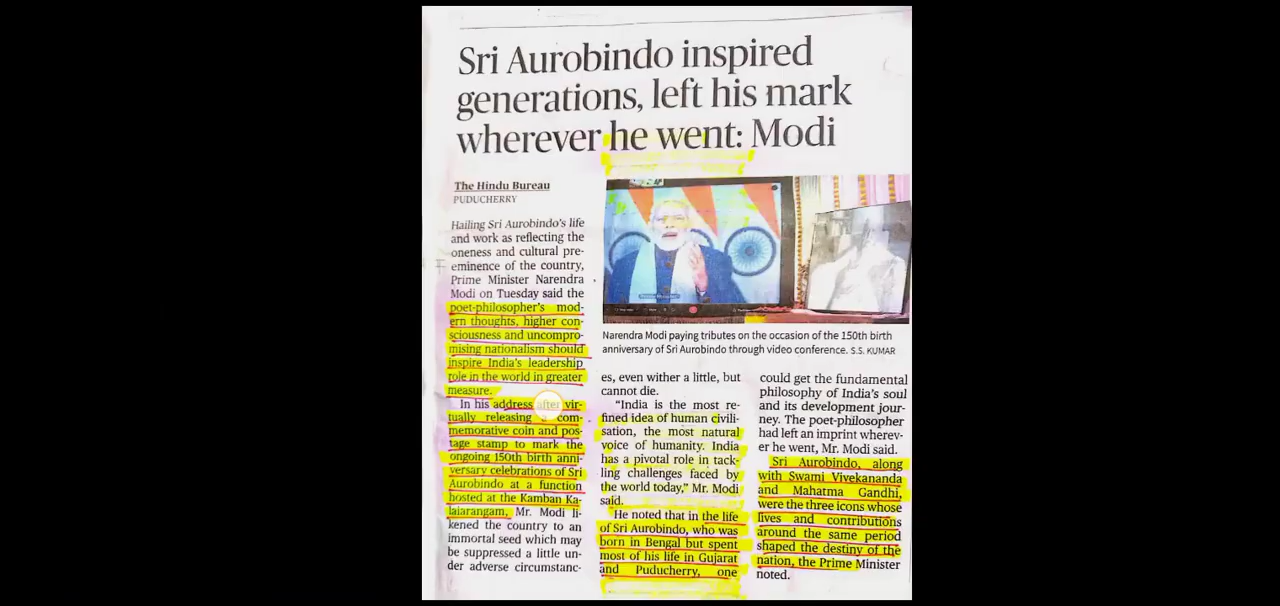 Sri Aurobindo inspired
generations, left his mark
wherever he went: Modi
The Hindu Bureau
PUDUCHERRY
Hailing Sri Aurobindo's life
and work as reflecting the
oneness and cultural pre-
eminence of the country,
Prime Minister Narendra
Modi on Tuesday said the
poet-philosopher's mod-
ern thoughts, higher con-
sciousness and uncompro-
mising nationalism should
inspire India's leadership
role in the world in greater
measure.
In his address after vir-
tually releasing a com-
memorative coin and pos-
tage stamp to mark the
ongoing 150th birth anni-
versary celebrations of Sri
Aurobindo at a function
hosted at the Kamban Ka-
laiarangam, Mr. Modi li-
kened the country to an
immortal seed which may
be suppressed a little un-
der adverse circumstanc-
Narendra Modi paying tributes on the occasion of the 150th birth
anniversary of Sri Aurobindo through video conference. S.S. KUMAR
es, even wither a little, but
cannot die.
"India is the most re-
fined idea of human civili-
sation, the most natural
voice of humanity. India
has a pivotal role in tack-
ling challenges faced by
the world today," Mr. Modi
said.
He noted that in the life
of Sri Aurobindo, who was
born in Bengal but spent
most of his life in Gujarat
and Puducherry, one
could get the fundamental
philosophy of India's soul
and its development jour-
ney. The poet-philosopher
had left an imprint wherev-
er he went, Mr. Modi said.
Sri Aurobindo, along
with Swami Vivekananda
and Mahatma Gandhi,
were the three icons whose
lives and contributions
around the same period
shaped the destiny of the
nation, the Prime Minister
noted.